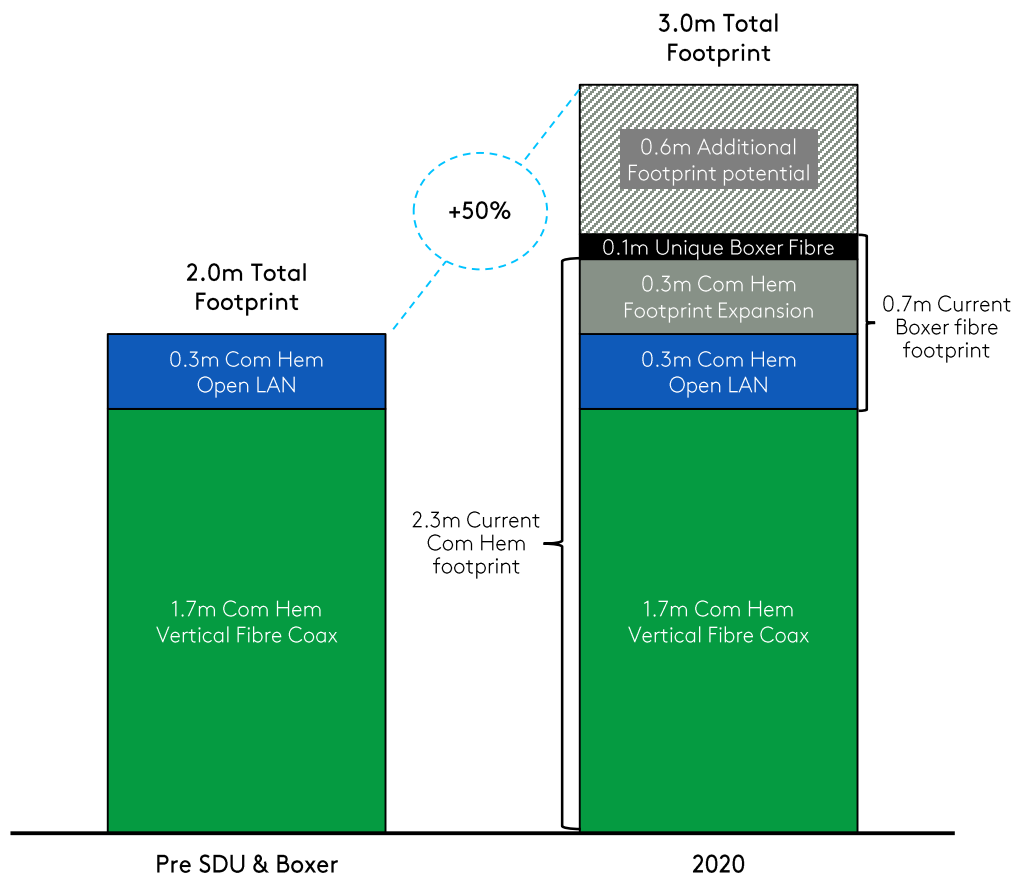 3.0m Total
Footprint
0.6m Additional
Footprint potential
+50%
0.1m Unique Boxer Fibre
2.0m Total
Footprint
0.3m Com Hem
Footprint Expansion
0.7m Current
Boxer fibre
footprint
0.3m Com Hem
Open LAN
0.3m Com Hem
Open LAN
2.3m Current
Com Hem
footprint
1.7m Com Hem
Vertical Fibre Coax
1.7m Com Hem
Vertical Fibre Coax
Pre SDU & Boxer
2020